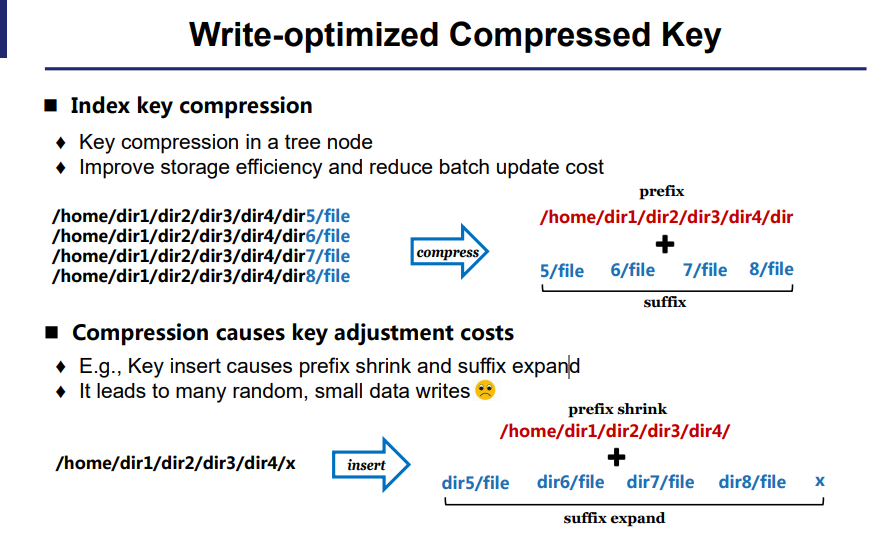 Write-optimized Compressed Key
■ Index key compression
♦ Key compression in a tree node
♦ Improve storage efficiency and reduce batch update cost
/home/dir1/dir2/dir3/dir4/dir5/file
/home/dir1/dir2/dir3/dir4/dir6/file
/home/dir1/dir2/dir3/dir4/dir7/file
/home/dir1/dir2/dir3/dir4/dir8/file
compress
prefix
/home/dir1/dir2/dir3/dir4/dir
+
5/file 6/file 7/file 8/file
suffix
■ Compression causes key adjustment costs
♦ E.g., Key insert causes prefix shrink and suffix expand
♦ It leads to many random, small data writes
/home/dir1/dir2/dir3/dir4/x
insert
prefix shrink
/home/dir1/dir2/dir3/dir4/
+
dir5/file dir6/file dir7/file dir8/file x
suffix expand